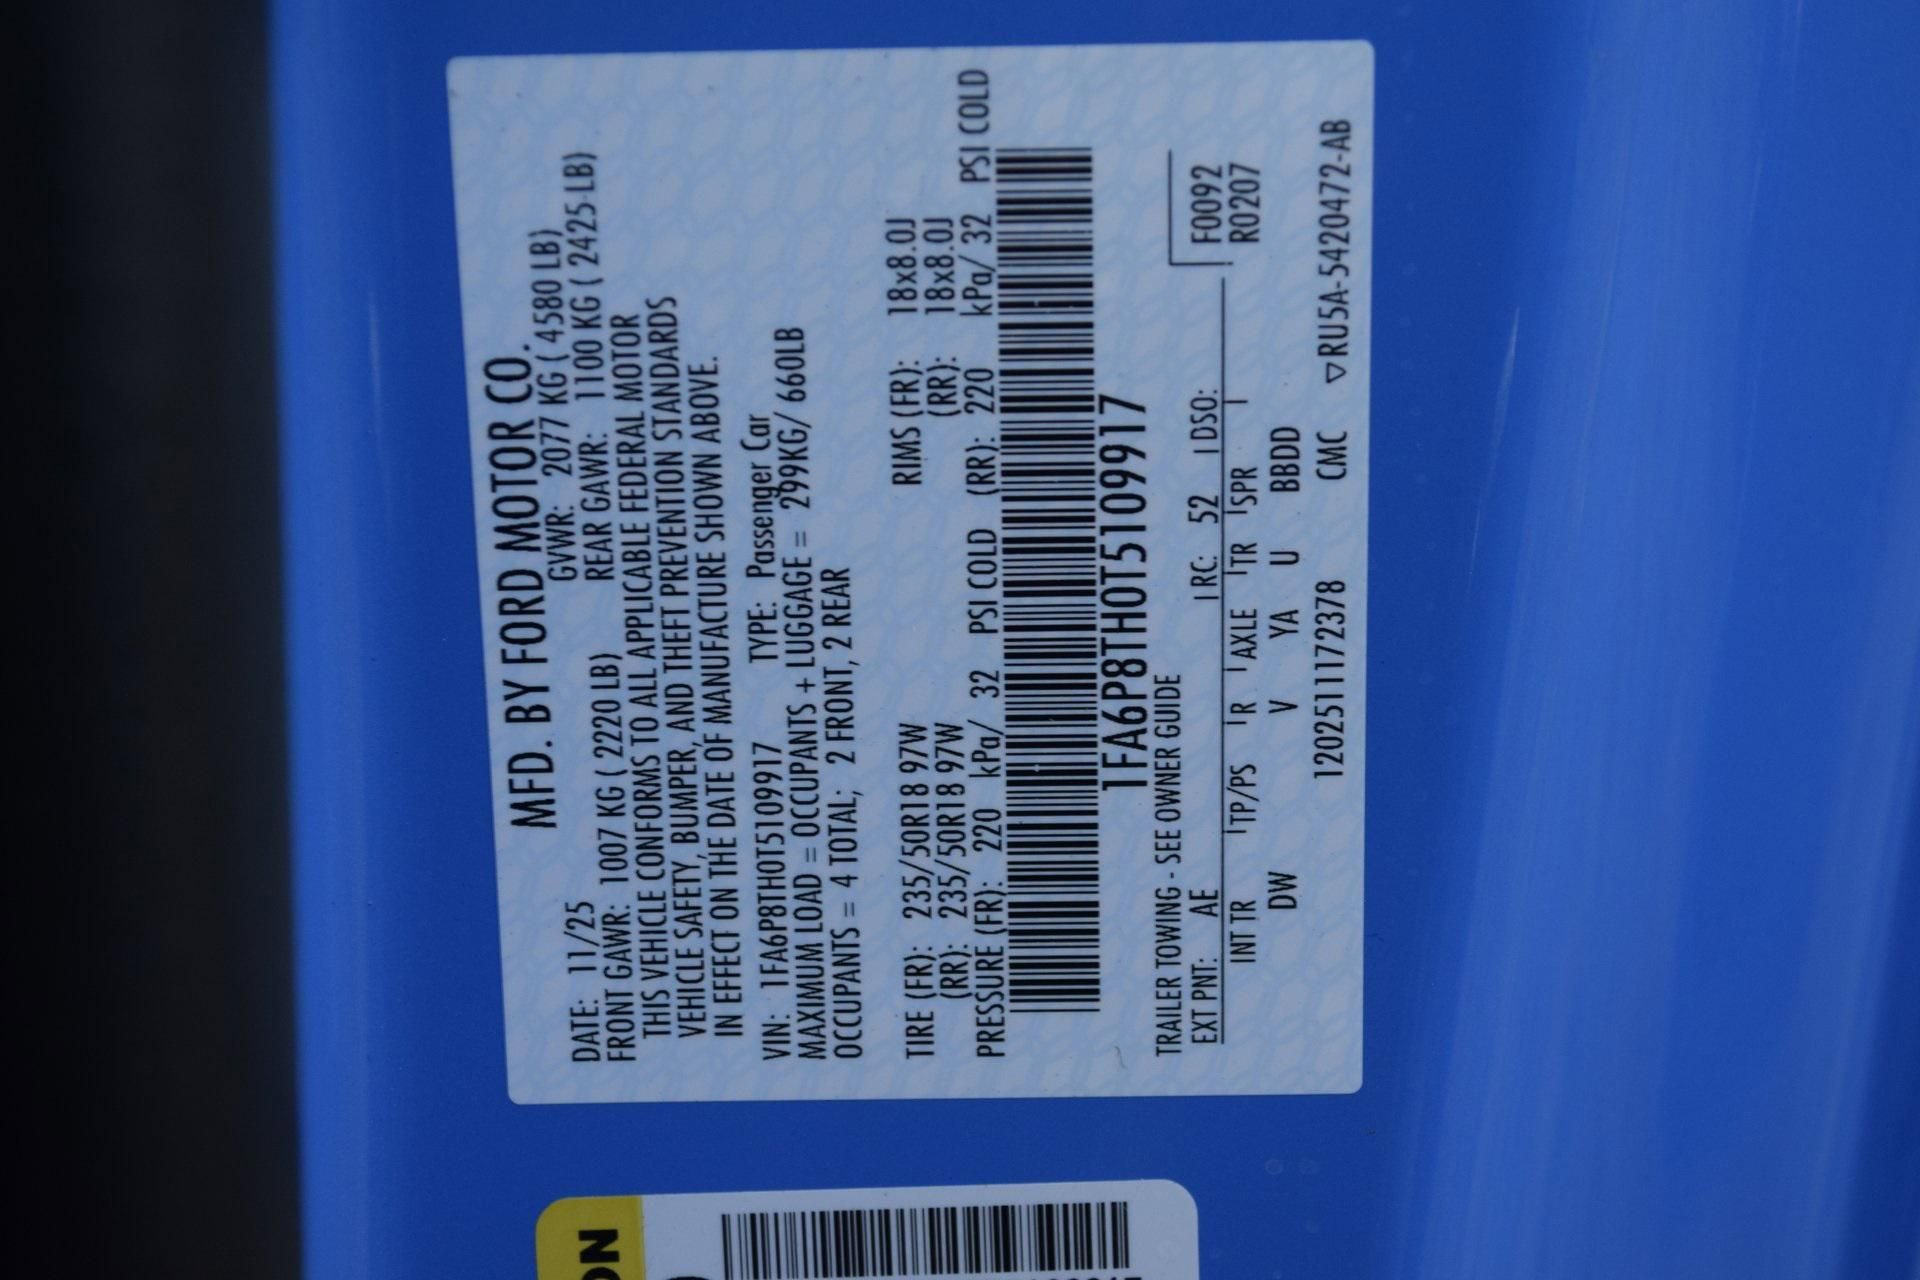 MFD. BY FORD MOTOR CO.
DATE: 11/25 GVWR: 2077 KG ( 4580 LB)
FRONT GAWR: 1007 KG ( 2220 LB) REAR GAWR: 1100 KG ( 2425 LB)
THIS VEHICLE CONFORMS TO ALL APPLICABLE FEDERAL MOTOR
VEHICLE SAFETY, BUMPER, AND THEFT PREVENTION STANDARDS
IN EFFECT ON THE DATE OF MANUFACTURE SHOWN ABOVE.
VIN: 1FA6P8TH0T5109917 TYPE: Passenger Car
MAXIMUM LOAD = OCCUPANTS + LUGGAGE = 299KG/ 660LB
OCCUPANTS = 4 TOTAL; 2 FRONT, 2 REAR
TIRE (FR): 235/50R18 97W RIMS (FR): 18x8.0J
(RR): 235/50R18 97W (RR): 18x8.0J
PRESSURE (FR): 220 kPa/ 32 PSI COLD (RR): 220 kPa/ 32 PSI COLD
1FA6P8TH0T5109917
TRAILER TOWING - SEE OWNER GUIDE
F0092
EXT PNT: AE RC: 52 DSO:
R0207
INT TR TP/PS R AXLE TR SPR
DW V YA U BBDD
12025111172378 CMC ▽RU5A-5420472-AB